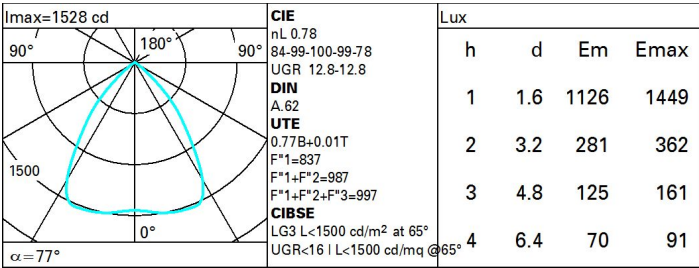 Imax=1528 cd
90°
180°
90°
1500
0°
α=77°
CIE
nL 0.78
84-99-100-99-78
UGR 12.8-12.8
DIN
A.62
UTE
0.77B+0.01T
F"1=837
F"1+F"2=987
F"1+F"2+F"3=997
CIBSE
LG3 L<1500 cd/m² at 65°
UGR<16 | L<1500 cd/mq @65°
Lux
h d Em Emax
1 1.6 1126 1449
2 3.2 281 362
3 4.8 125 161
4 6.4 70 91